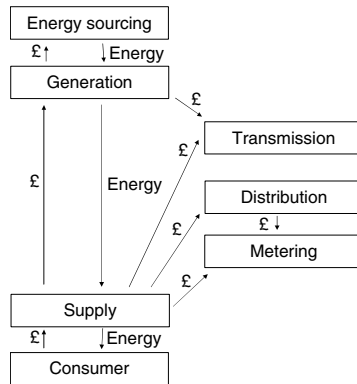 Energy sourcing
£ Energy
Generation
£
Transmission
£
£ Energy
Distribution
£ £
Metering
£
Supply
£ Energy
Consumer